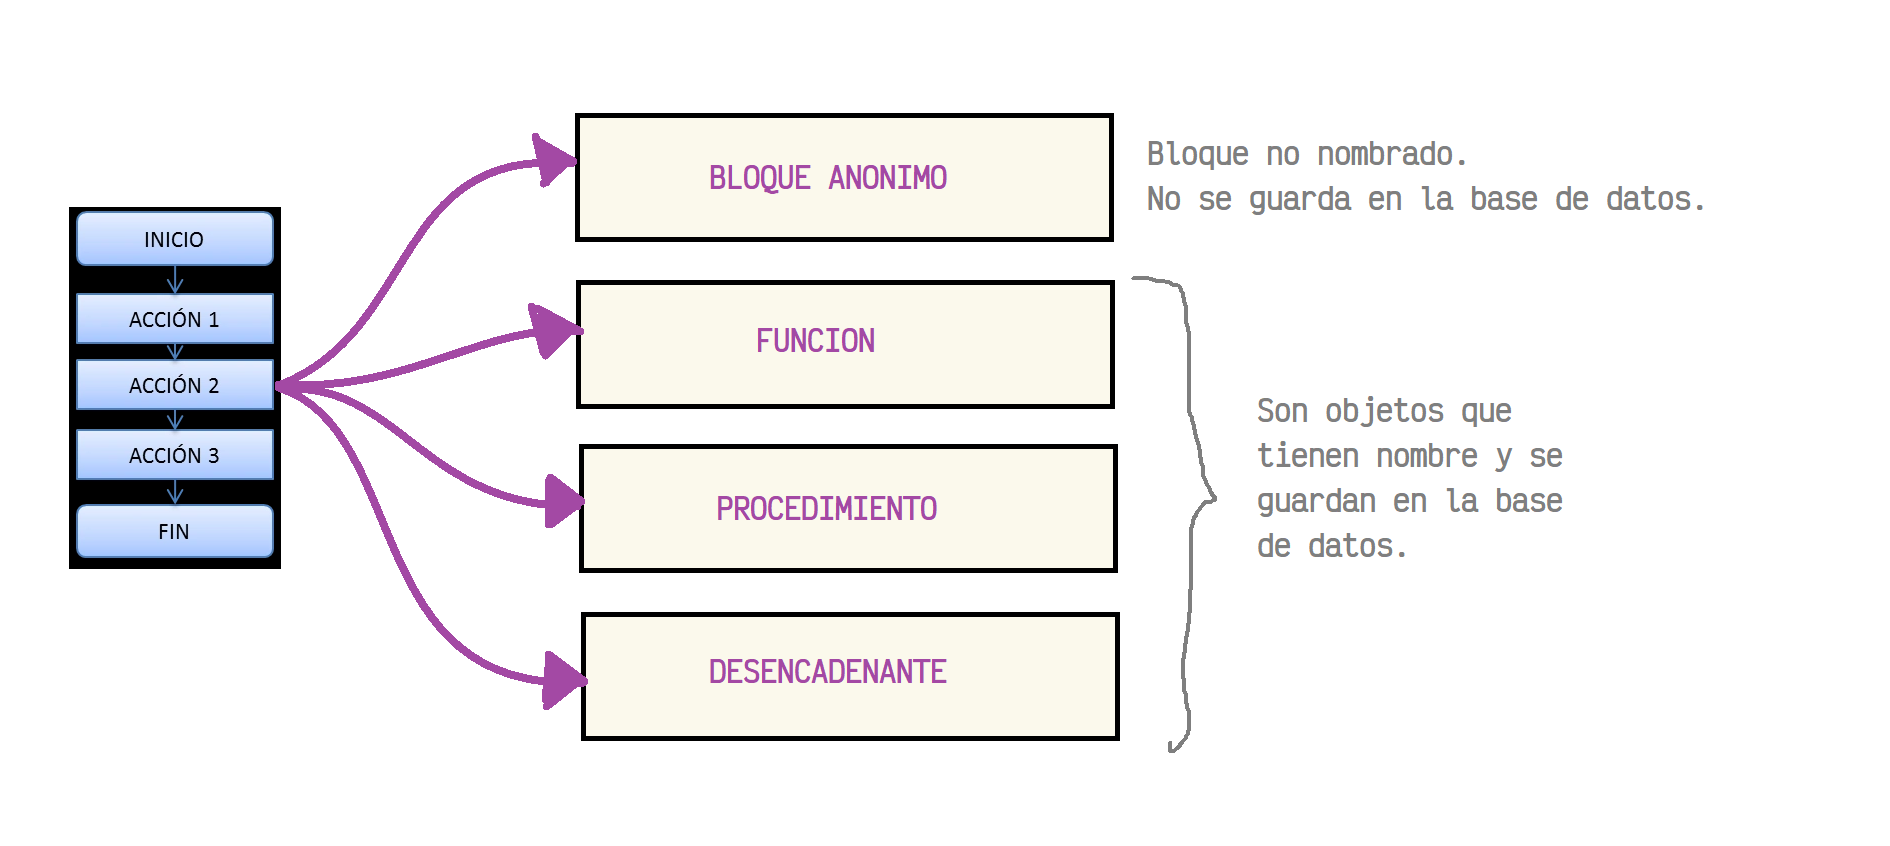 INICIO
ACCIÓN 1
ACCIÓN 2
ACCIÓN 3
FIN
BLOQUE ANONIMO
Bloque no nombrado.
No se guarda en la base de datos.
FUNCION
PROCEDIMIENTO
DESENCADENANTE
Son objetos que
tienen nombre y se
guardan en la base
de datos.